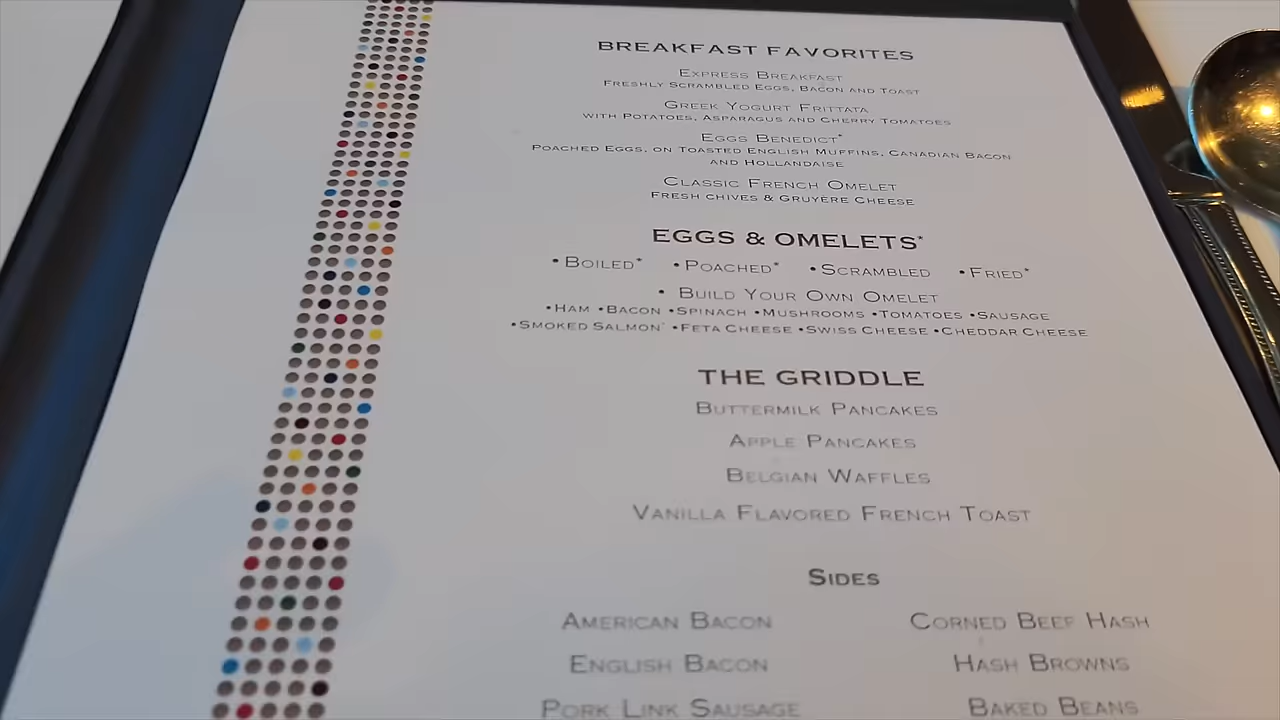 BREAKFAST FAVORITES
EXPRESS BREAKFAST
FRESHLY SCRAMBLED EGGS, BACON AND TOAST
GREEK YOGURT FRITTATA
WITH POTATOES, ASPARAGUS AND CHERRY TOMATOES
EGGS BENEDICT*
POACHED EGGS, ON TOASTED ENGLISH MUFFINS, CANADIAN BACON
AND HOLLANDAISE
CLASSIC FRENCH OMELET
FRESH CHIVES & GRUYERE CHEESE
EGGS & OMELETS*
•BOILED* •POACHED* •SCRAMBLED •FRIED*
• BUILD YOUR OWN OMELET
•HAM •BACON •SPINACH •MUSHROOMS •TOMATOES •SAUSAGE
•SMOKED SALMON* •FETA CHEESE •SWISS CHEESE •CHEDDAR CHEESE
THE GRIDDLE
BUTTERMILK PANCAKES
APPLE PANCAKES
BELGIAN WAFFLES
VANILLA FLAVORED FRENCH TOAST
SIDES
AMERICAN BACON CORNED BEEF HASH
ENGLISH BACON HASH BROWNS
PORK LINK SAUSAGE BAKED BEANS